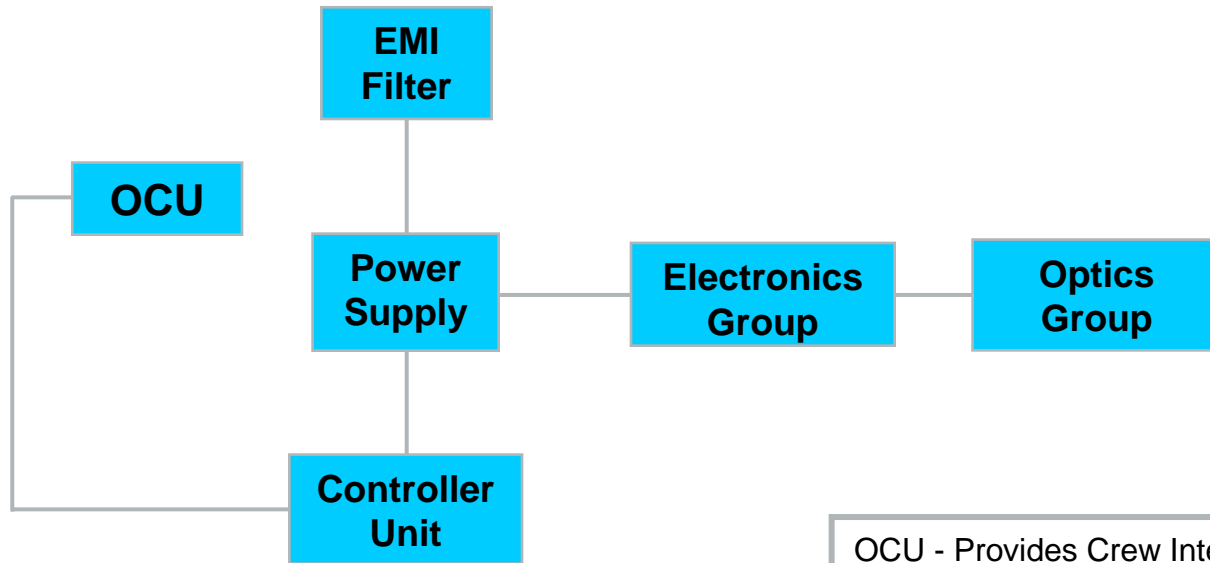 EMI
Filter
OCU
Power
Supply
Electronics
Group
Optics
Group
Controller
Unit
OCU - Provides Crew